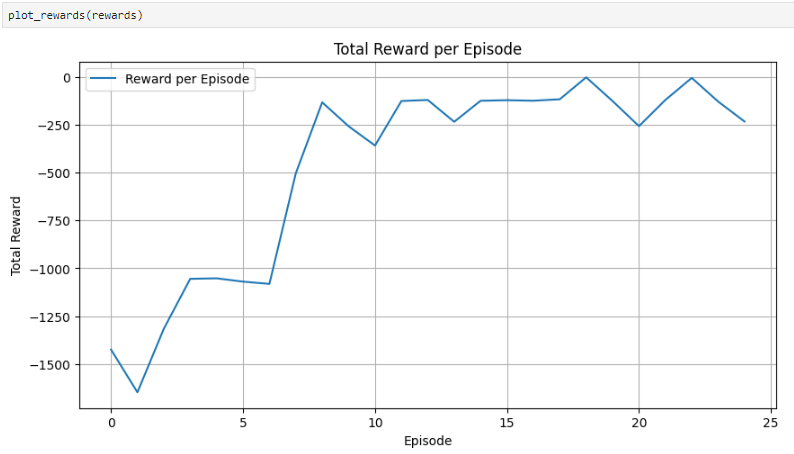 plot_rewards(rewards)
Total Reward per Episode
Reward per Episode
0
−250
−500
−750
−1000
−1250
−1500
Total Reward
0
5
10
15
20
25
Episode